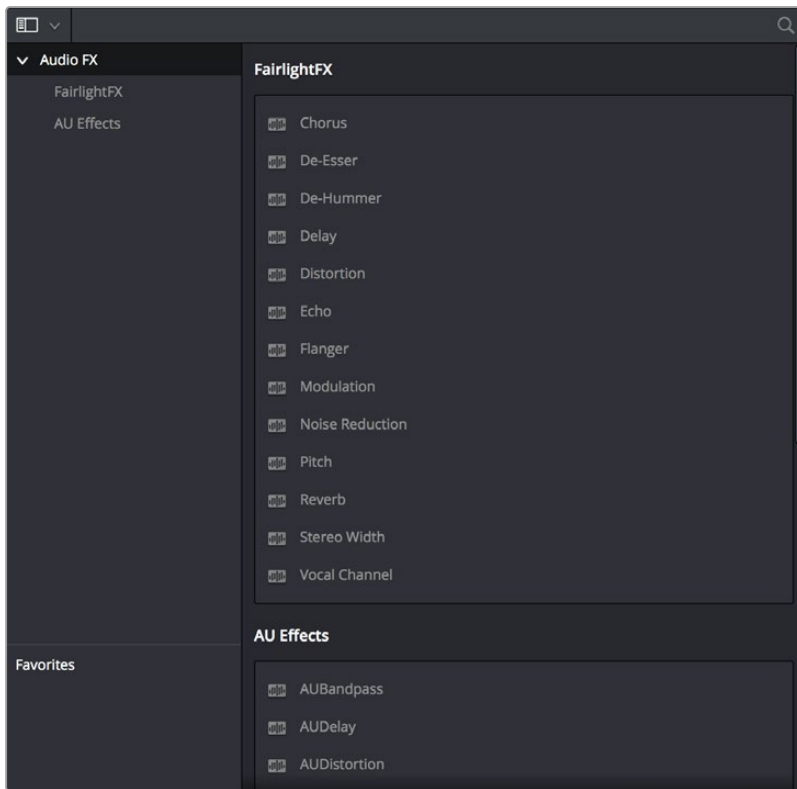 Audio FX
FairlightFX
AU Effects
Favorites
FairlightFX
Chorus
De-Esser
De-Hummer
Delay
Distortion
Echo
Flanger
Modulation
Noise Reduction
Pitch
Reverb
Stereo Width
Vocal Channel
AU Effects
AUBandpass
AUDelay
AUDistortion